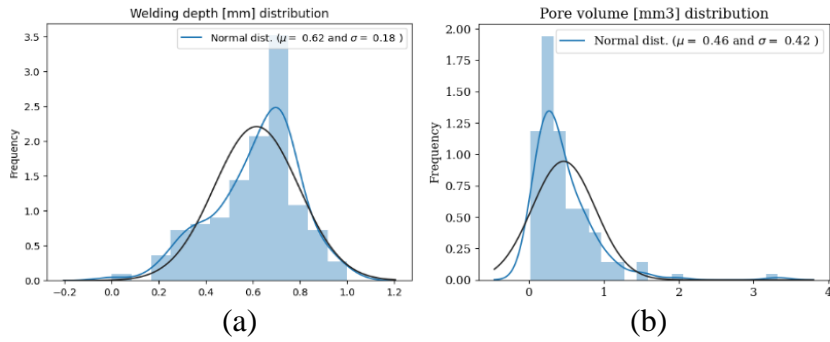 Welding depth [mm] distribution
Normal dist. (μ= 0.62 and σ= 0.18 )
Frequency
3.5
3.0
2.5
2.0
1.5
1.0
0.5
0.0
−0.2 0.0 0.2 0.4 0.6 0.8 1.0 1.2
(a)
Pore volume [mm3] distribution
Normal dist. (μ= 0.46 and σ= 0.42 )
Frequency
2.00
1.75
1.50
1.25
1.00
0.75
0.50
0.25
0.00
0 1 2 3 4
(b)